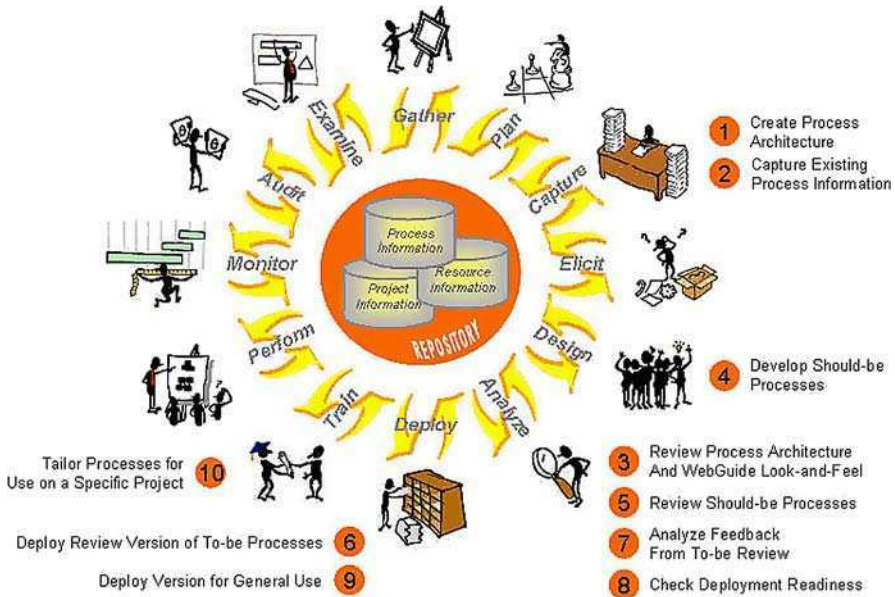 Gather
Plan
Capture
Elicit
Design
Analyze
Deploy
Train
Perform
Monitor
Audit
Examine
Process
Information
Resource
Information
Project
Information
REPOSITORY
1 Create Process
Architecture
2 Capture Existing
Process Information
4 Develop Should-be
Processes
3 Review Process Architecture
And WebGuide Look-and-Feel
5 Review Should-be Processes
7 Analyze Feedback
From To-be Review
8 Check Deployment Readiness
Tailor Processes for
Use on a Specific Project 10
Deploy Review Version of To-be Processes 6
Deploy Version for General Use 9